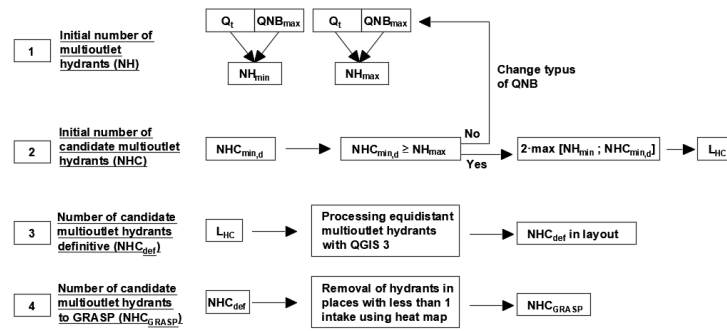 1
Initial number of
multioutlet
hydrants (NH)
Qt QNBmax
NHmin
Qt QNBmax
NHmax
Change typus
of QNB
2
Initial number of
candidate multioutlet
hydrants (NHC)
NHCmin,d
NHCmin,d ≥ NHmax
No
Yes
2·max [NHmin ; NHCmin,d]
LHC
3
Number of candidate
multioutlet hydrants
definitive (NHCdef)
LHC
Processing equidistant
multioutlet hydrants
with QGIS 3
NHCdef in layout
4
Number of candidate
multioutlet hydrants
to GRASP (NHCGRASP)
NHCdef
Removal of hydrants in
places with less than 1
intake using heat map
NHCGRASP